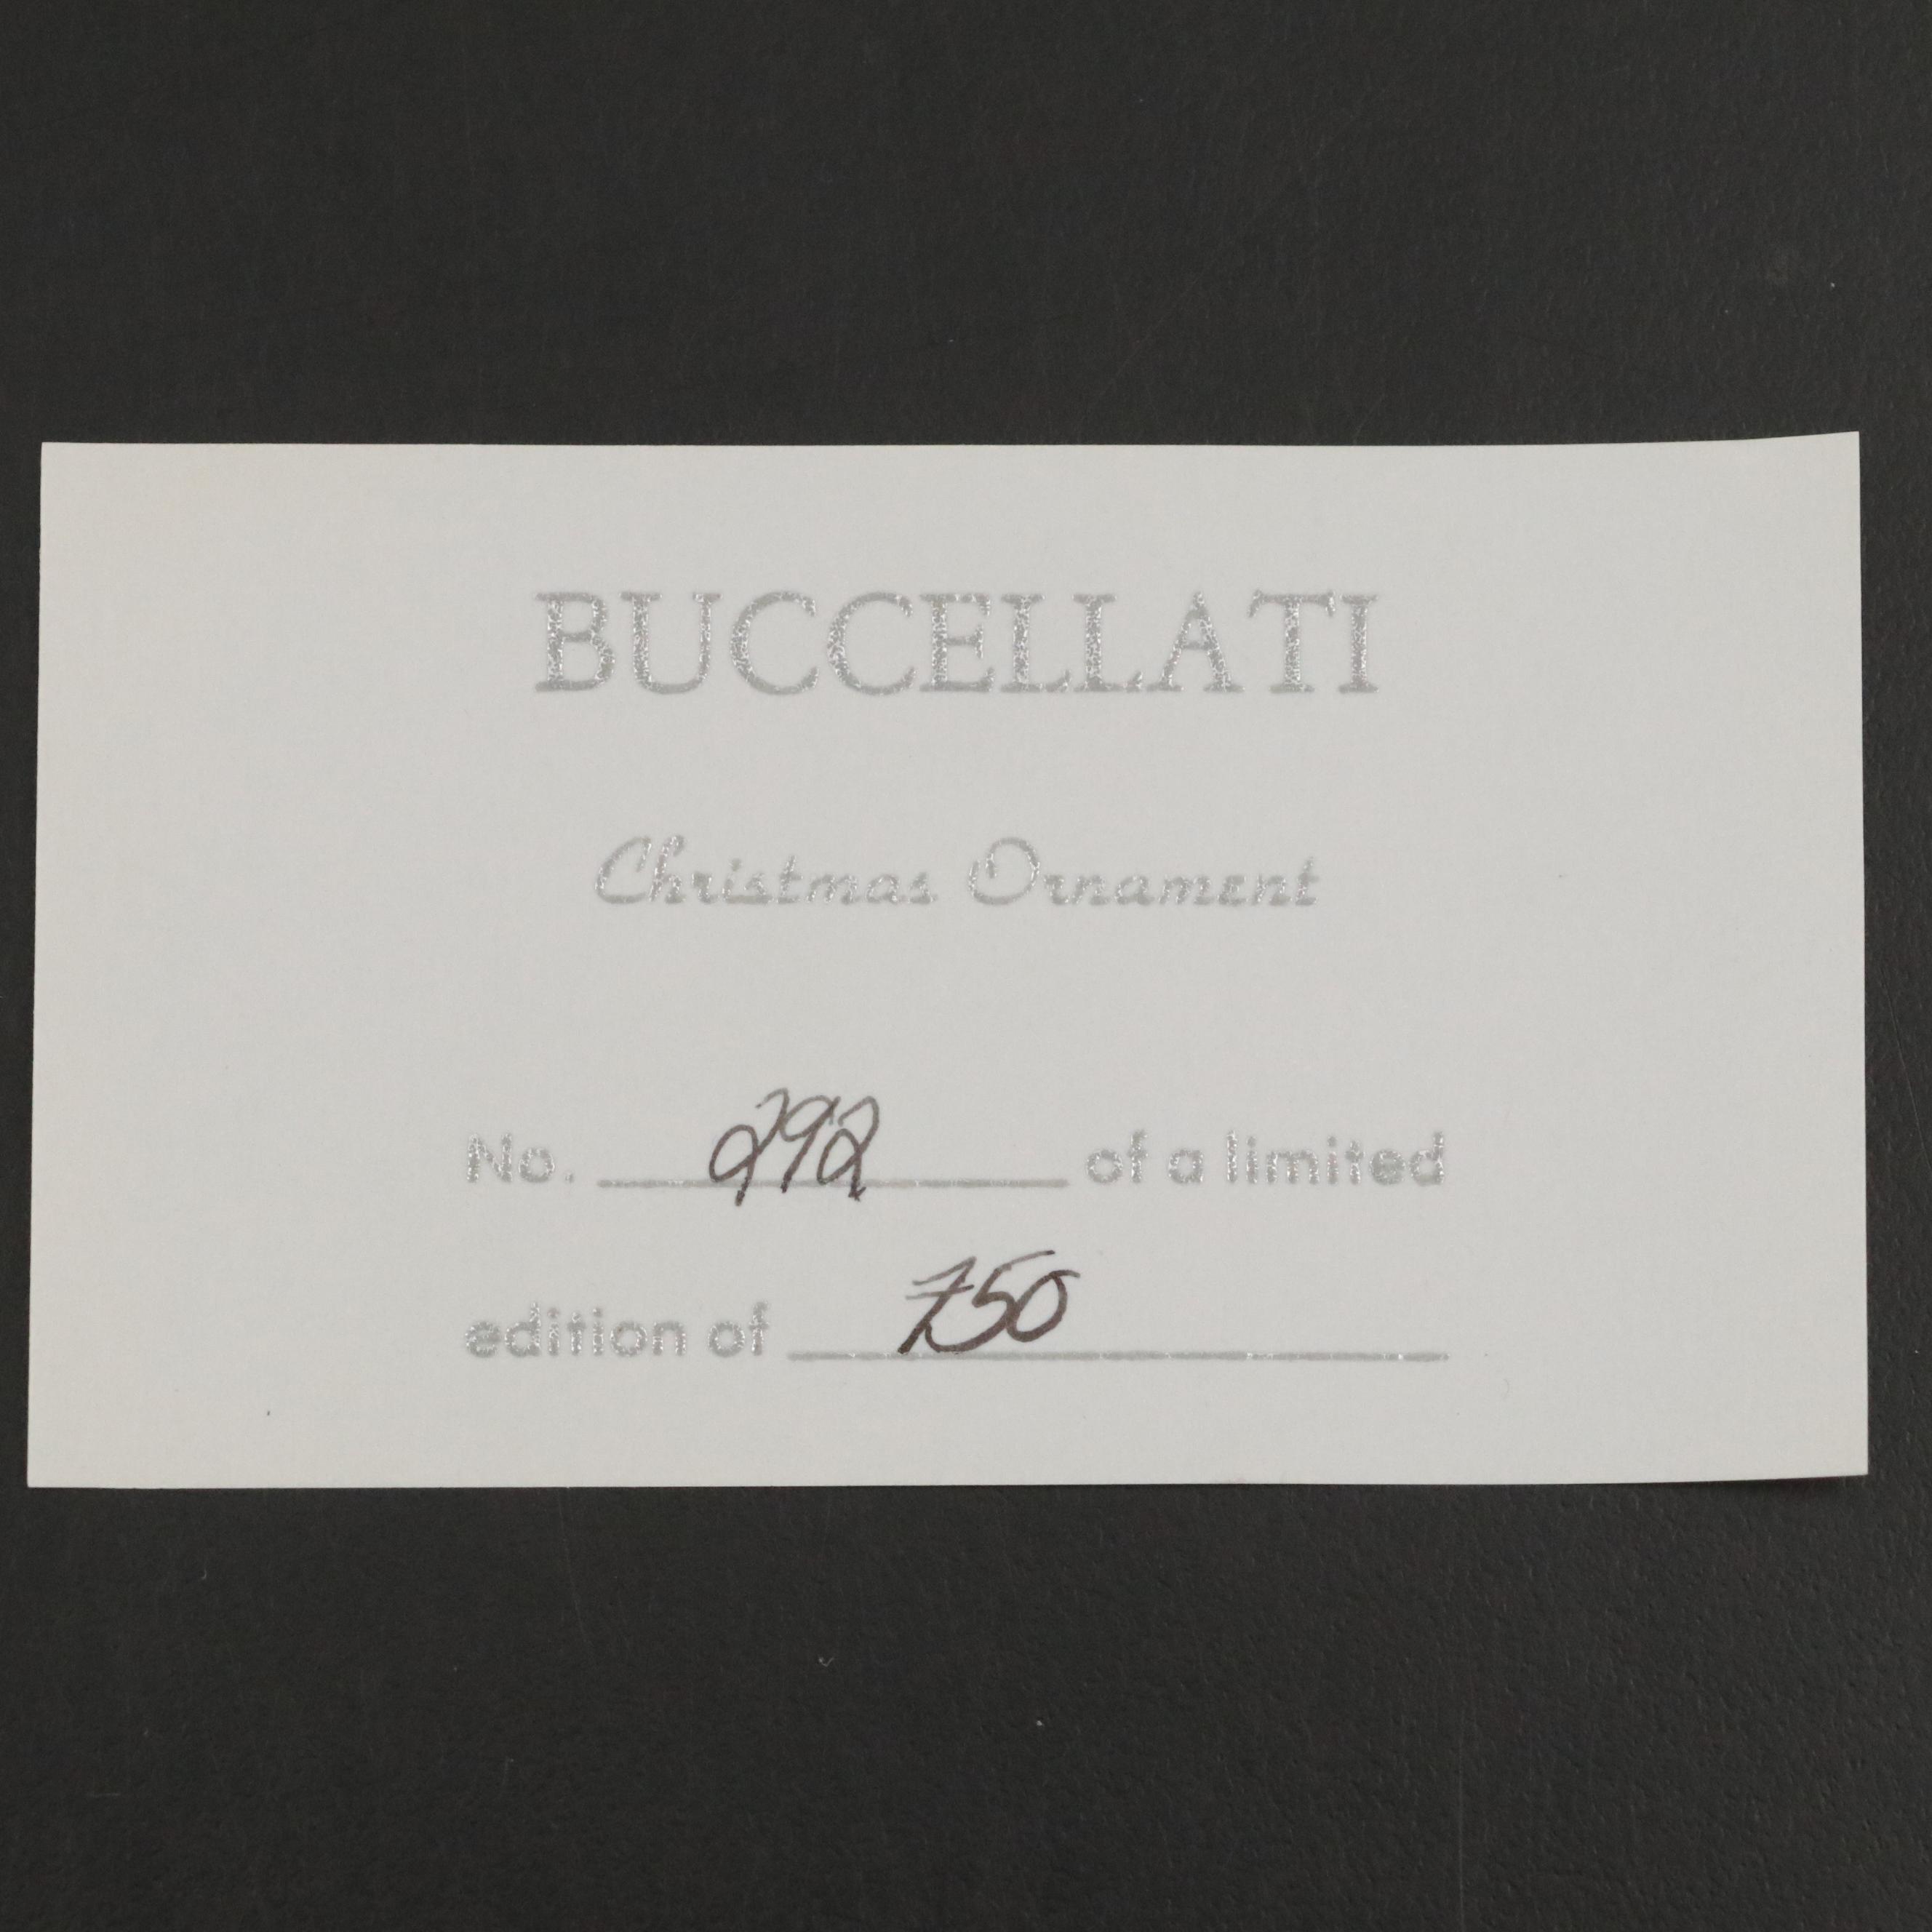 BUCCELLATI
Christmas Ornament
No. 292 of a limited
edition of 750